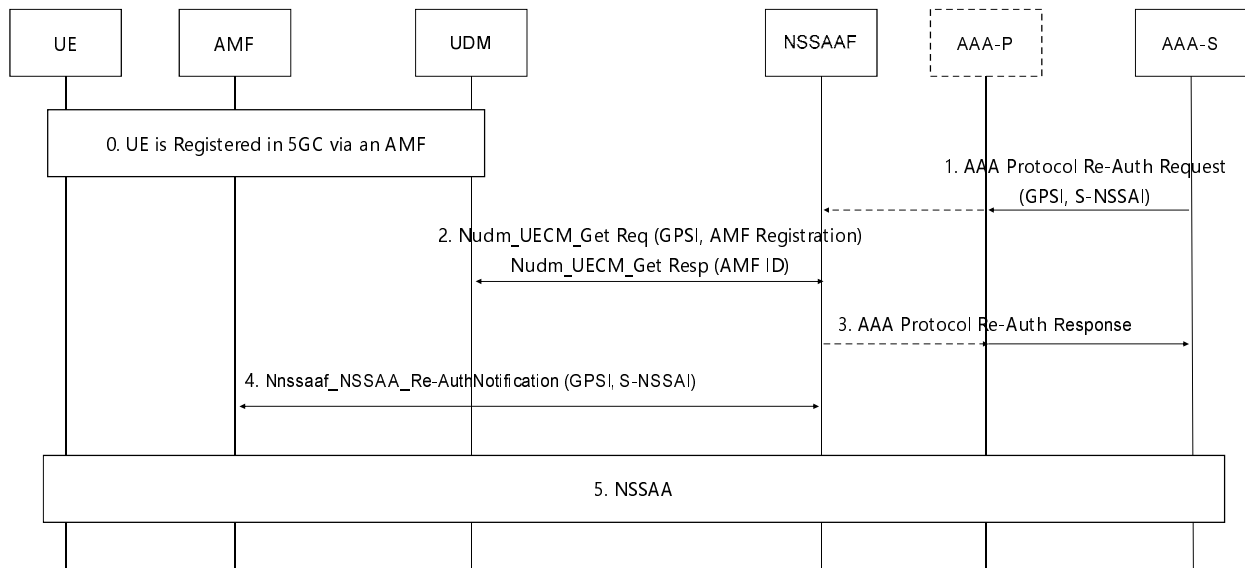 UE
AMF
UDM
NSSAAF
AAA-P
AAA-S
0. UE is Registered in 5GC via an AMF
1. AAA Protocol Re-Auth Request
(GPSI, S-NSSAI)
2. Nudm_UECM_Get Req (GPSI, AMF Registration)
Nudm_UECM_Get Resp (AMF ID)
3. AAA Protocol Re-Auth Response
4. Nnssaaf_NSSAA_Re-AuthNotification (GPSI, S-NSSAI)
5. NSSAA